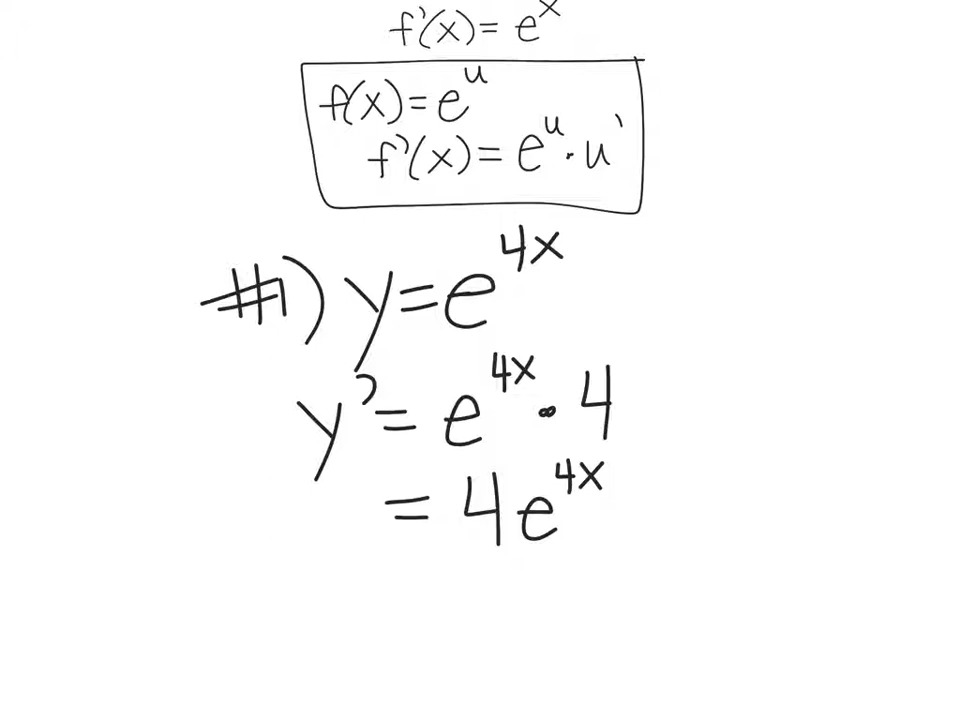 f'(x) = e^x
f(x) = e^u
f'(x) = e^u · u'
#1) y = e^{4x}
y' = e^{4x} · 4
= 4e^{4x}